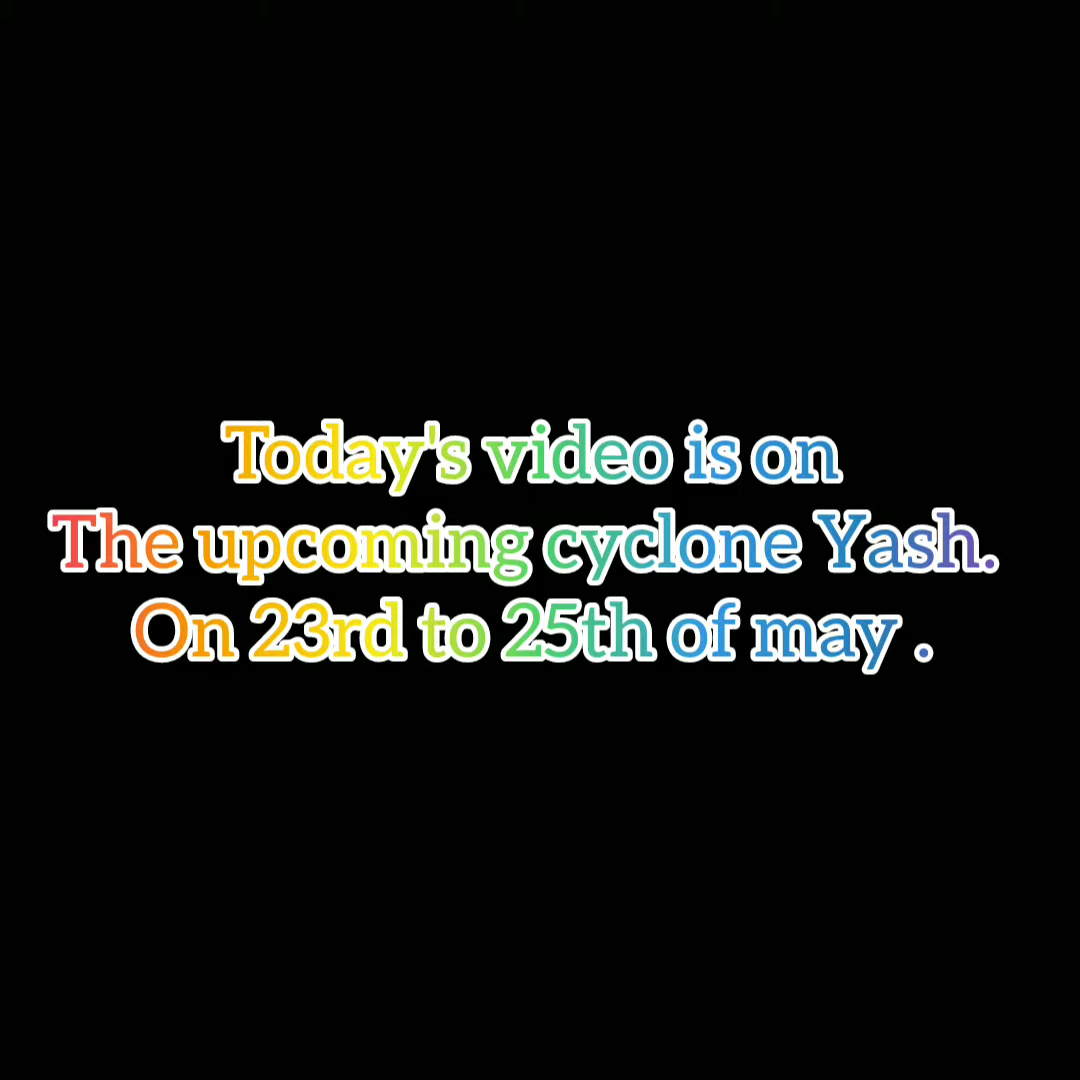 Today's video is on
The upcoming cyclone Yash.
On 23rd to 25th of may .